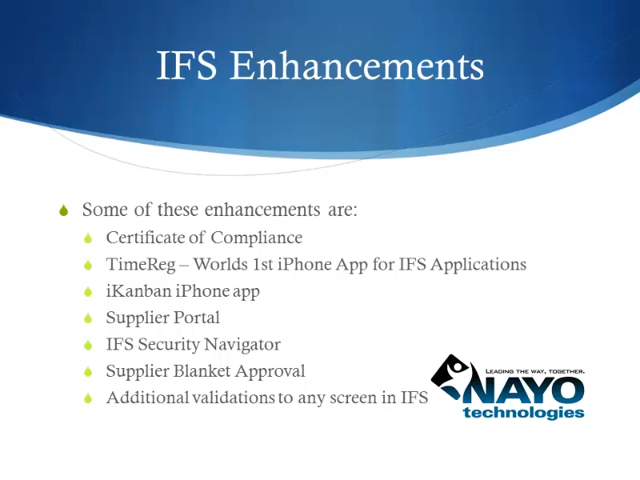 IFS Enhancements
Some of these enhancements are:
Certificate of Compliance
TimeReg – Worlds 1st iPhone App for IFS Applications
iKanban iPhone app
Supplier Portal
IFS Security Navigator
Supplier Blanket Approval
Additional validations to any screen in IFS
LEADING THE WAY, TOGETHER.
NAYO
technologies